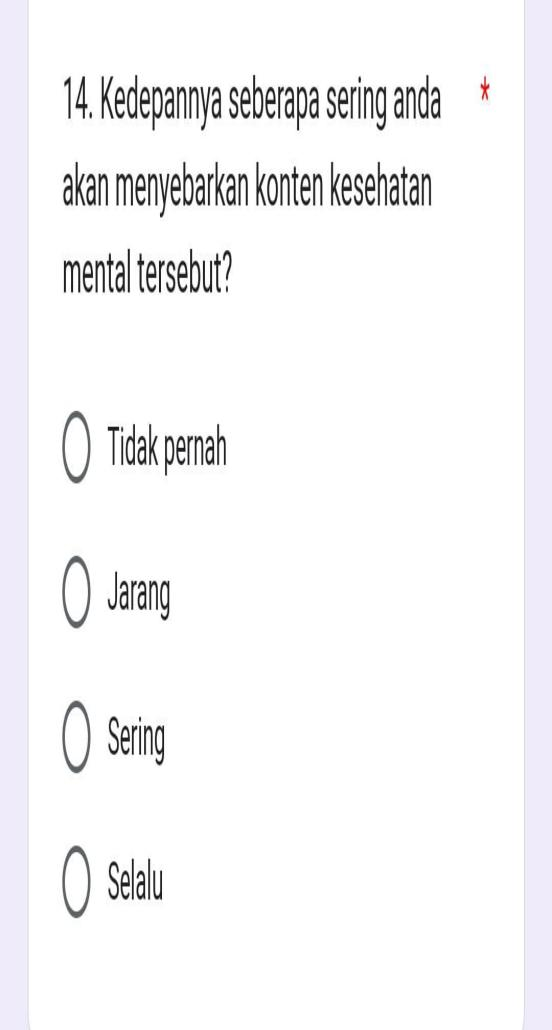 14. Kedepannya seberapa sering anda *
akan menyebarkan konten kesehatan
mental tersebut?
Tidak pernah
Jarang
Sering
Selalu